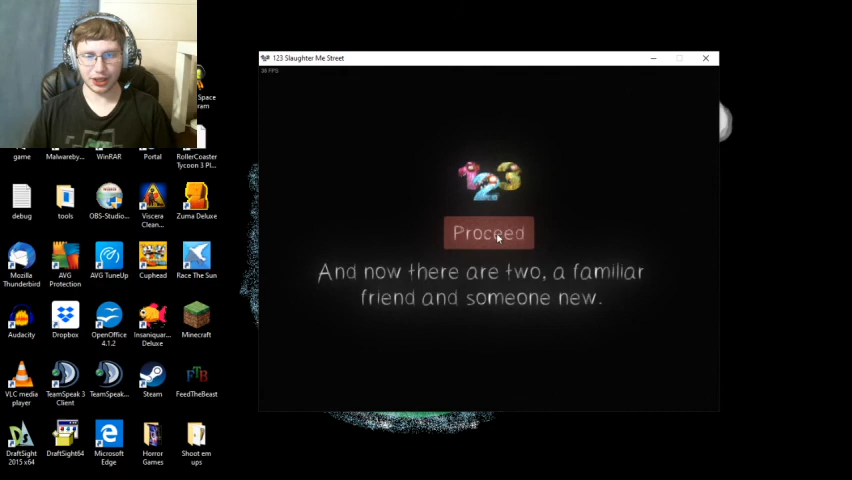 123 Slaughter Me Street
123
Proceed
And now there are two, a familiar
friend and someone new.
Space
game
Malwareby...
WinRAR
Portal
RollerCoaster
Tycoon 3 Pl...
debug
tools
OBS-Studio...
Viscera
Clean...
Zuma Deluxe
Mozilla
Thunderbird
AVG
Protection
AVG TuneUp
Cuphead
Race The Sun
Audacity
Dropbox
OpenOffice
4.1.2
Insaniquar...
Deluxe
Minecraft
VLC media
player
TeamSpeak 3
Client
TeamSpeak...
Steam
FTB
FeedTheBeast
DraftSight
2015 x64
DraftSight64
Microsoft
Edge
Horror
Games
Shoot em
ups